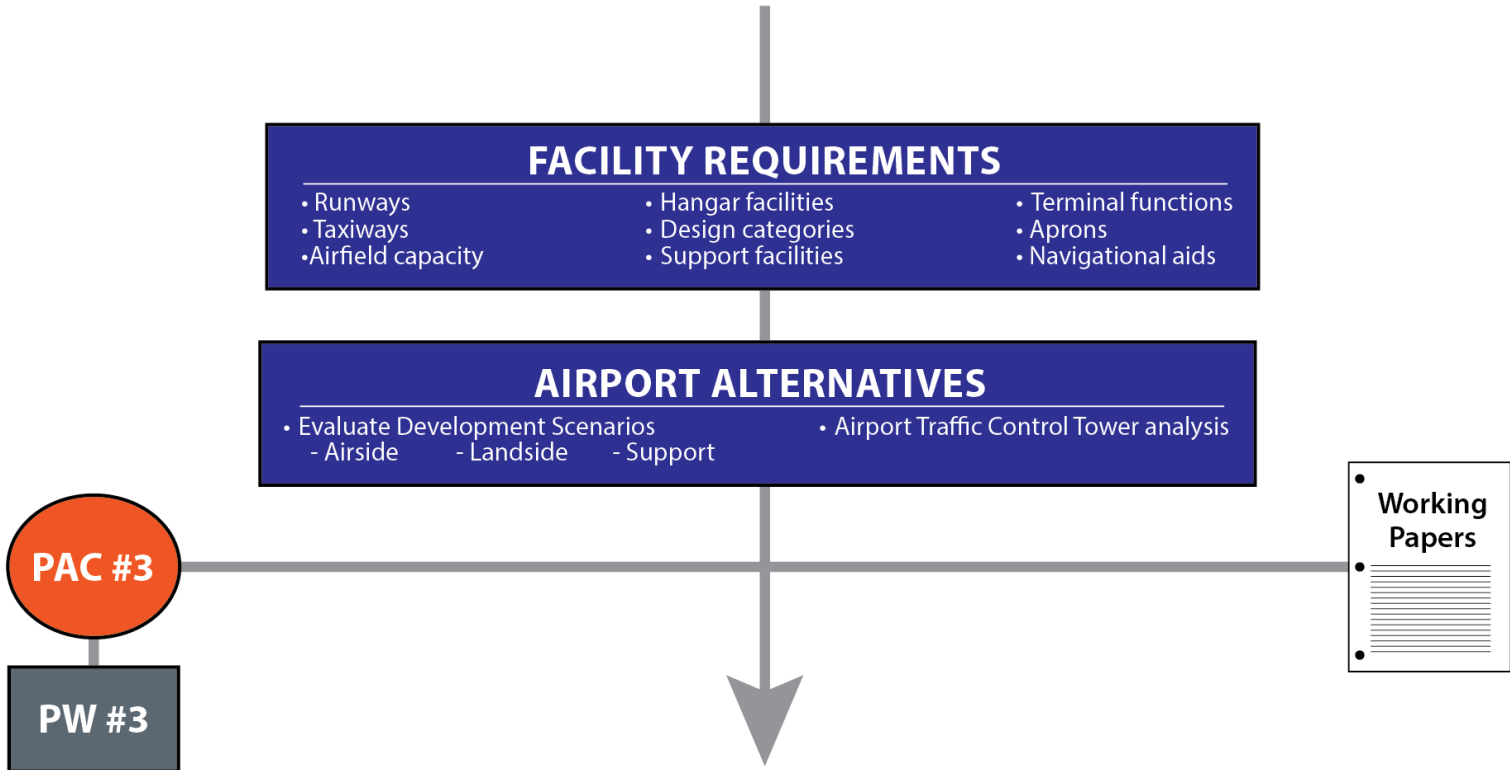 FACILITY REQUIREMENTS
• Runways
• Taxiways
•Airfield capacity
• Hangar facilities
• Design categories
• Support facilities
• Terminal functions
• Aprons
• Navigational aids
AIRPORT ALTERNATIVES
• Evaluate Development Scenarios
- Airside - Landside - Support
• Airport Traffic Control Tower analysis
PAC #3
PW #3
Working
Papers